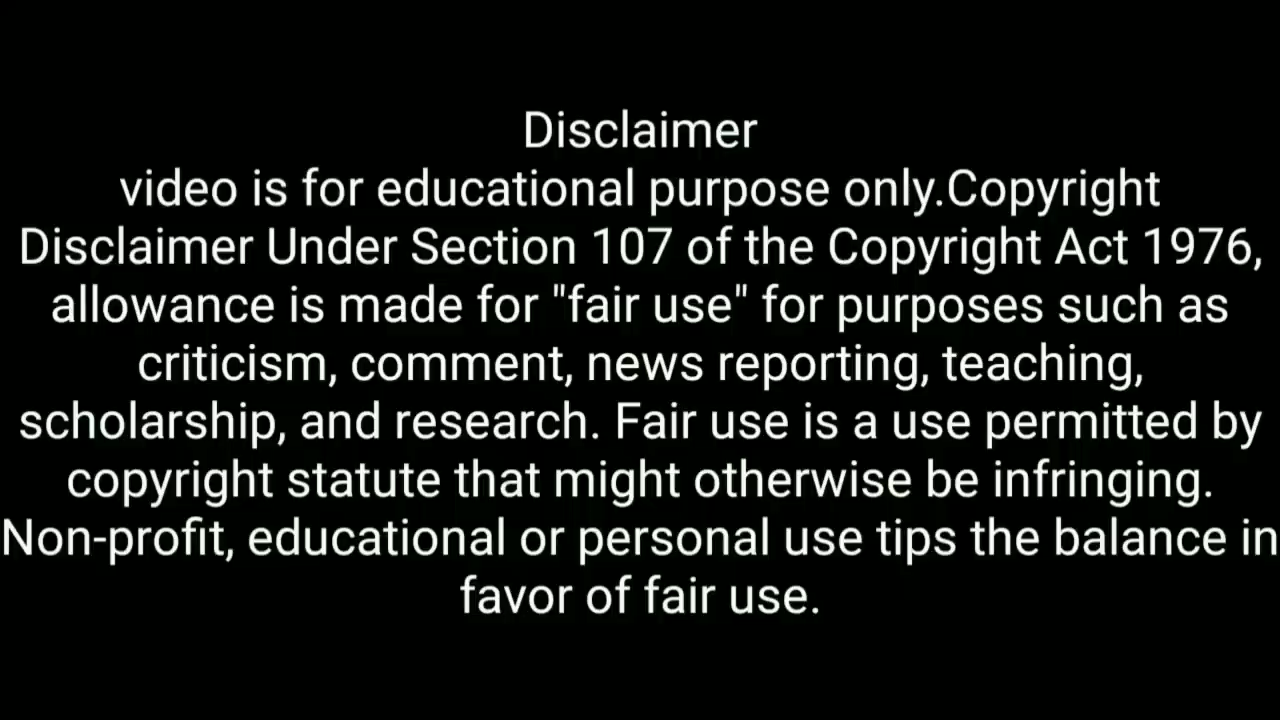 Disclaimer
video is for educational purpose only.Copyright
Disclaimer Under Section 107 of the Copyright Act 1976,
allowance is made for "fair use" for purposes such as
criticism, comment, news reporting, teaching,
scholarship, and research. Fair use is a use permitted by
copyright statute that might otherwise be infringing.
Non-profit, educational or personal use tips the balance in
favor of fair use.